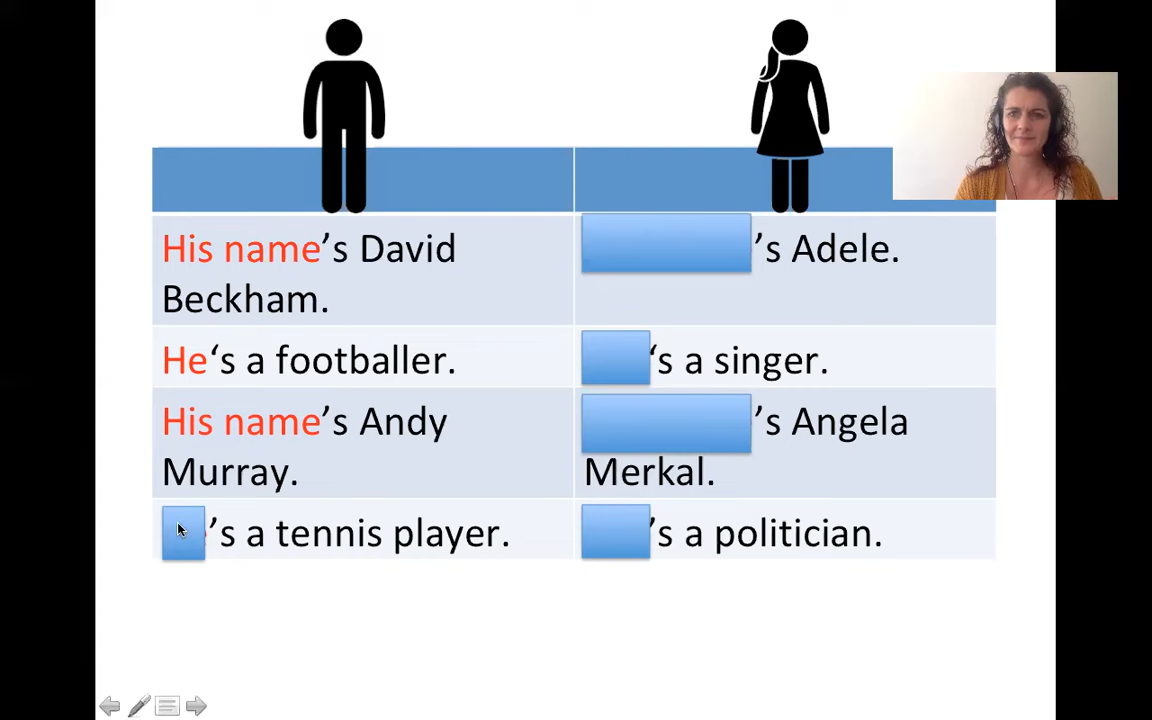 His name’s David
Beckham.
’s Adele.
He‘s a footballer.
‘s a singer.
His name’s Andy
Murray.
’s Angela
Merkal.
’s a tennis player.
’s a politician.